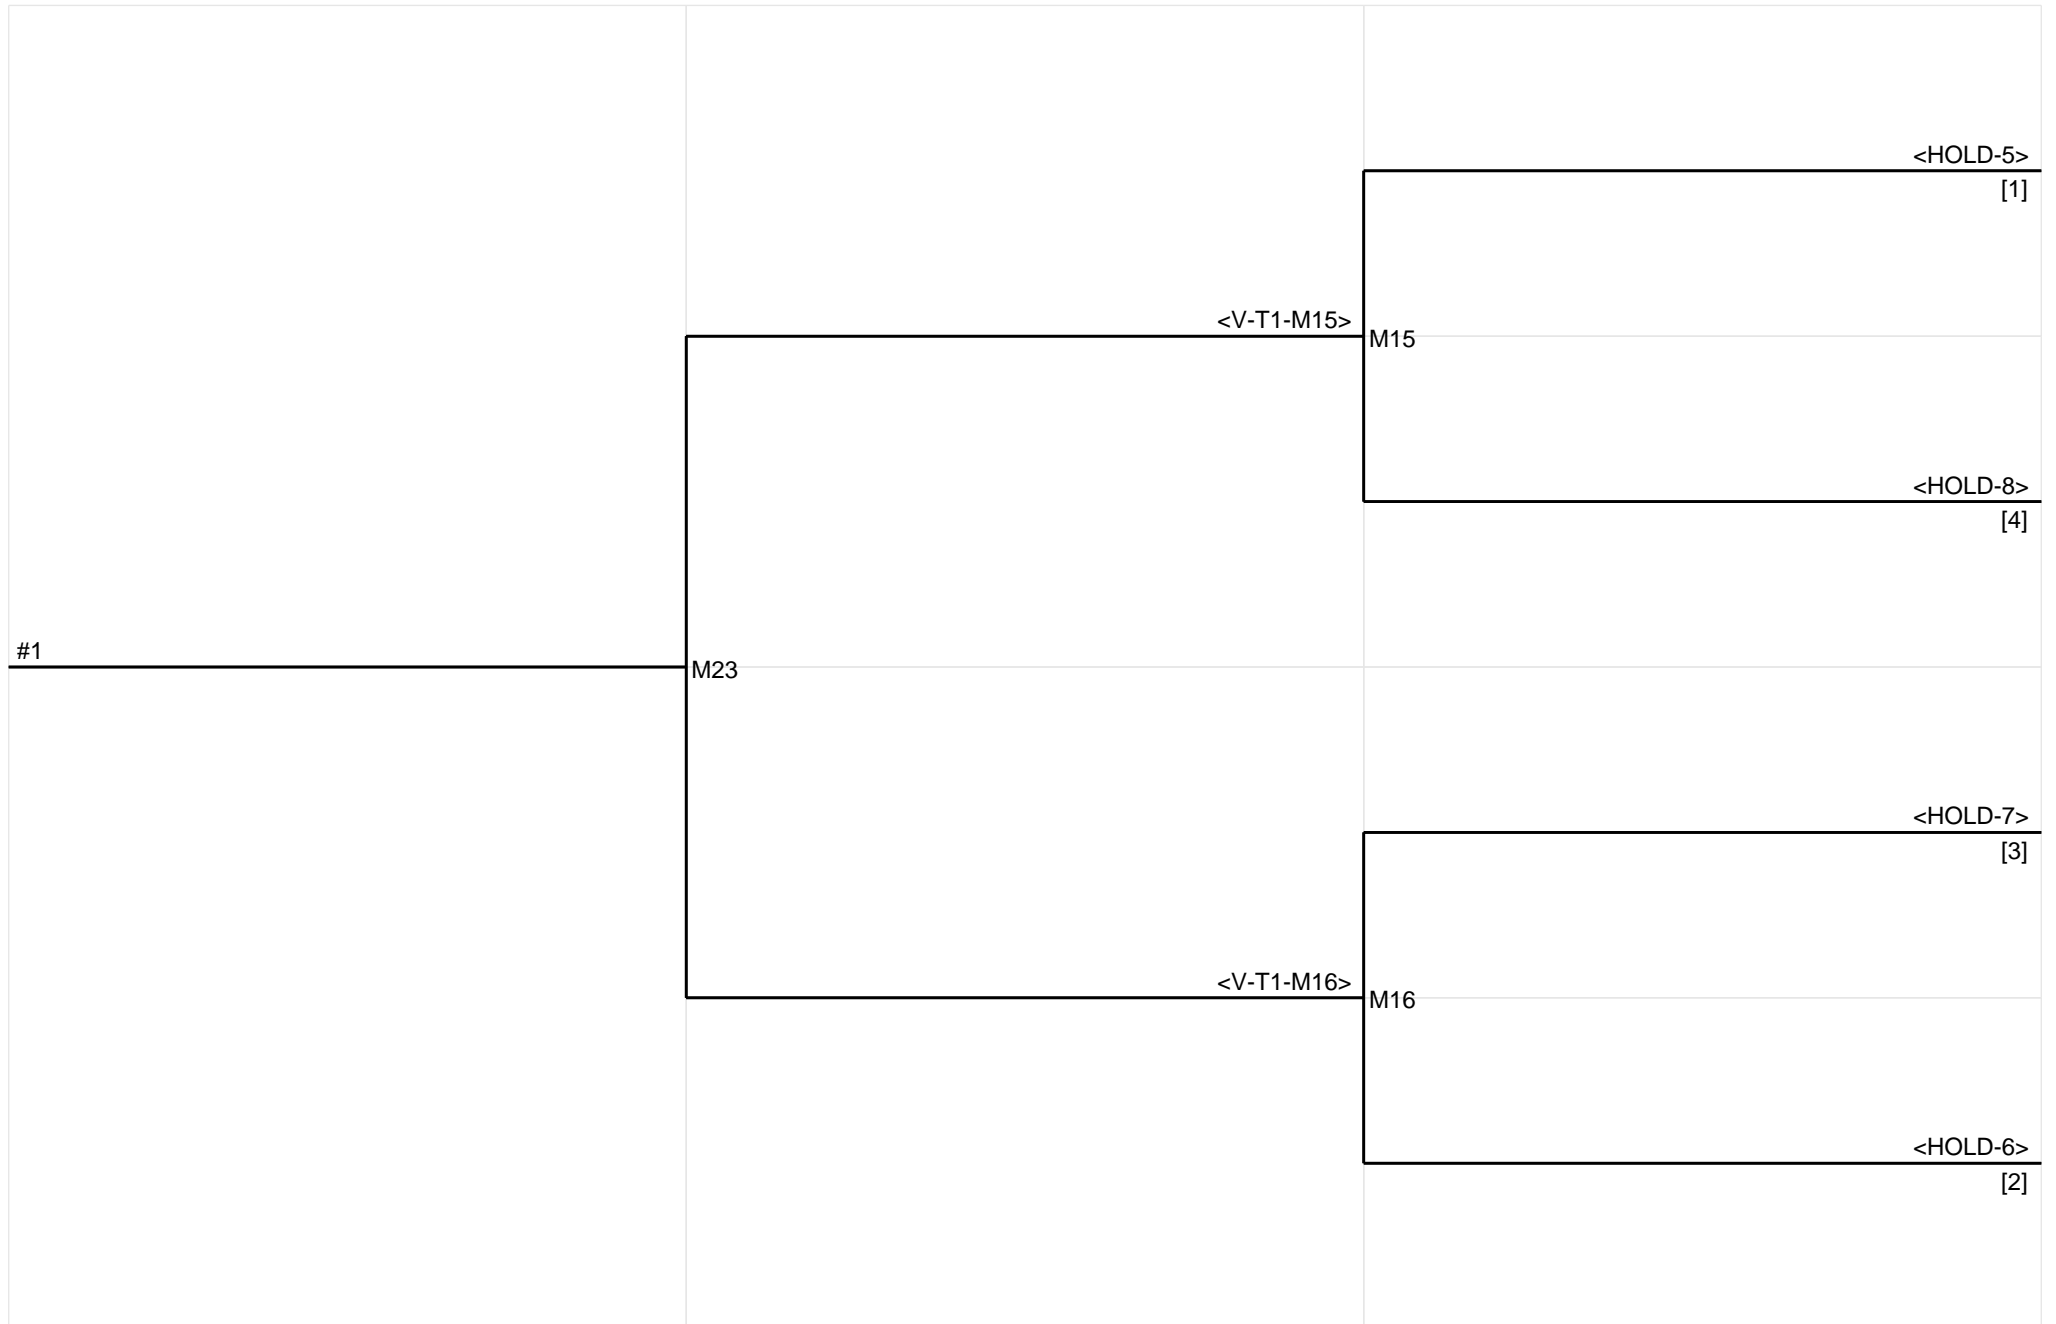 <HOLD-5>
[1]
<V-T1-M15>
M15
<HOLD-8>
[4]
#1
M23
<HOLD-7>
[3]
<V-T1-M16>
M16
<HOLD-6>
[2]